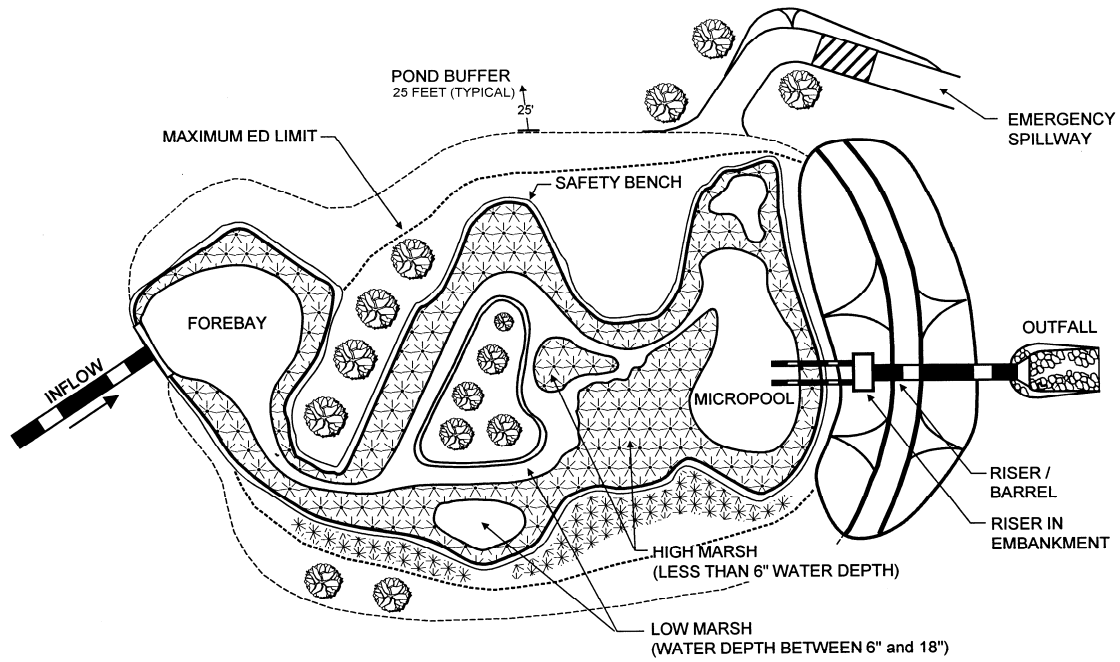 POND BUFFER
25 FEET (TYPICAL)
25'
EMERGENCY
SPILLWAY
MAXIMUM ED LIMIT
SAFETY BENCH
FOREBAY
OUTFALL
INFLOW
MICROPOOL
RISER /
BARREL
RISER IN
EMBANKMENT
HIGH MARSH
(LESS THAN 6" WATER DEPTH)
LOW MARSH
(WATER DEPTH BETWEEN 6" and 18")